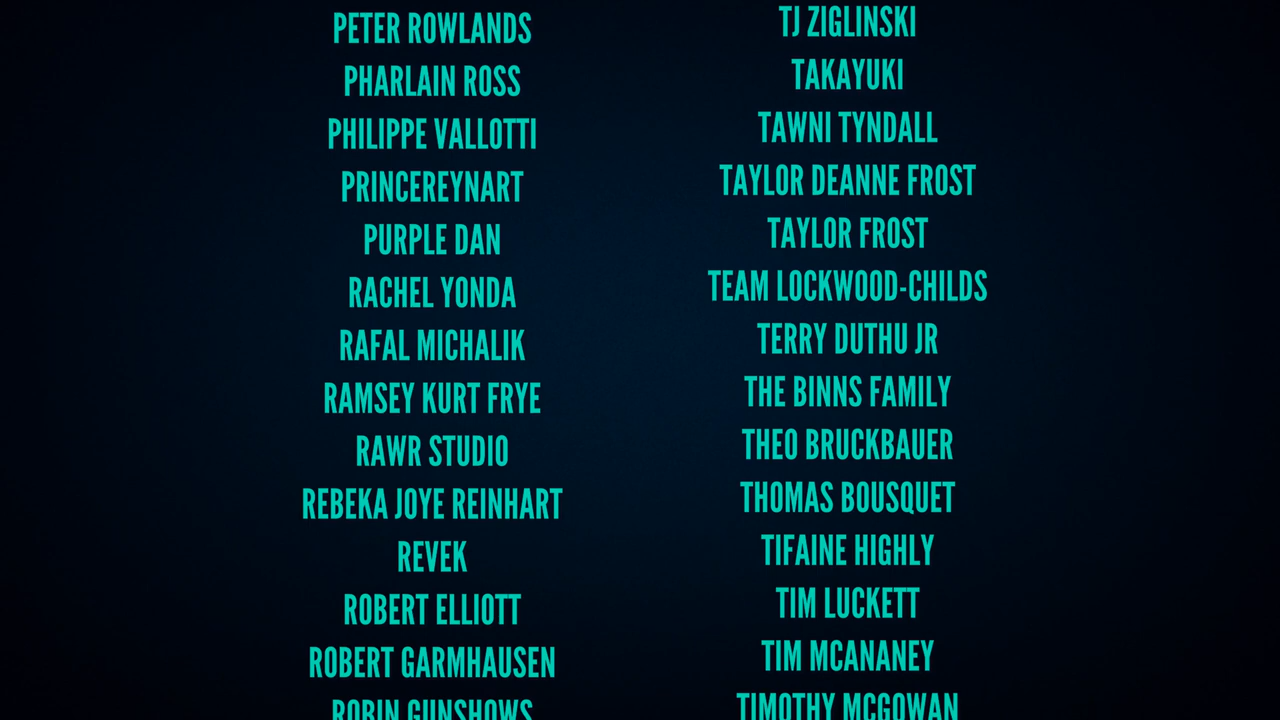 PETER ROWLANDS
PHARLAIN ROSS
PHILIPPE VALLOTTI
PRINCEREYNART
PURPLE DAN
RACHEL YONDA
RAFAL MICHALIK
RAMSEY KURT FRYE
RAWR STUDIO
REBEKA JOYE REINHART
REVEK
ROBERT ELLIOTT
ROBERT GARMHAUSEN
ROBIN GUNSHOWS
TJ ZIGLINSKI
TAKAYUKI
TAWNI TYNDALL
TAYLOR DEANNE FROST
TAYLOR FROST
TEAM LOCKWOOD-CHILDS
TERRY DUTHU JR
THE BINNS FAMILY
THEO BRUCKBAUER
THOMAS BOUSQUET
TIFAINE HIGHLY
TIM LUCKETT
TIM MCANANEY
TIMOTHY MCGOWAN